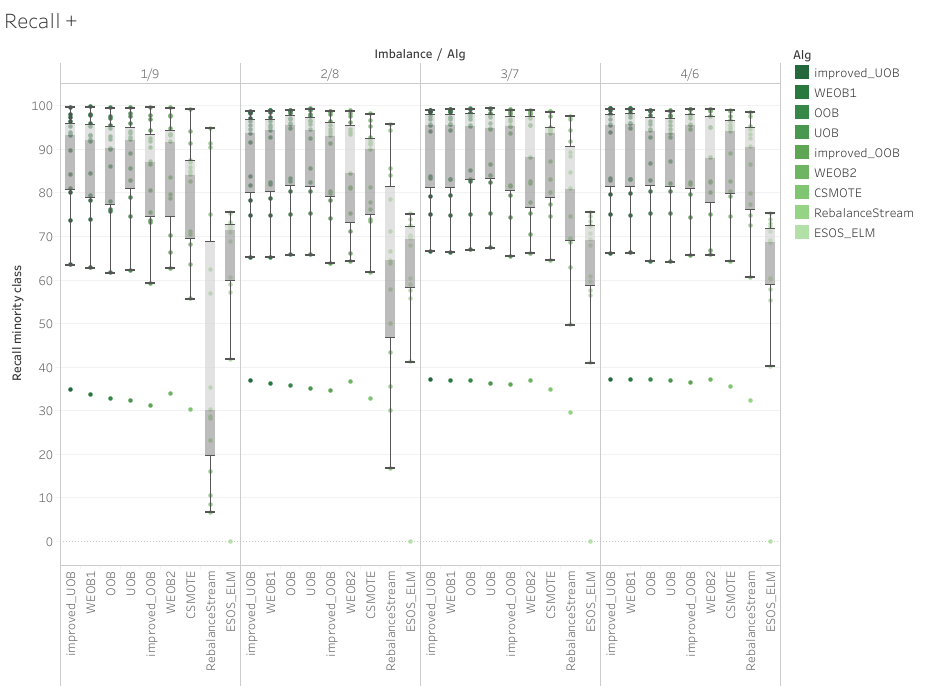 Recall +
Imbalance / Alg
1/9 2/8 3/7 4/6
Recall minority class
100
90
80
70
60
50
40
30
20
10
0
improved_UOB WEOB1 OOB UOB improved_OOB WEOB2 CSMOTE RebalanceStream ESOS_ELM improved_UOB WEOB1 OOB UOB improved_OOB WEOB2 CSMOTE RebalanceStream ESOS_ELM improved_UOB WEOB1 OOB UOB improved_OOB WEOB2 CSMOTE RebalanceStream ESOS_ELM improved_UOB WEOB1 OOB UOB improved_OOB WEOB2 CSMOTE RebalanceStream ESOS_ELM
Alg
improved_UOB
WEOB1
OOB
UOB
improved_OOB
WEOB2
CSMOTE
RebalanceStream
ESOS_ELM